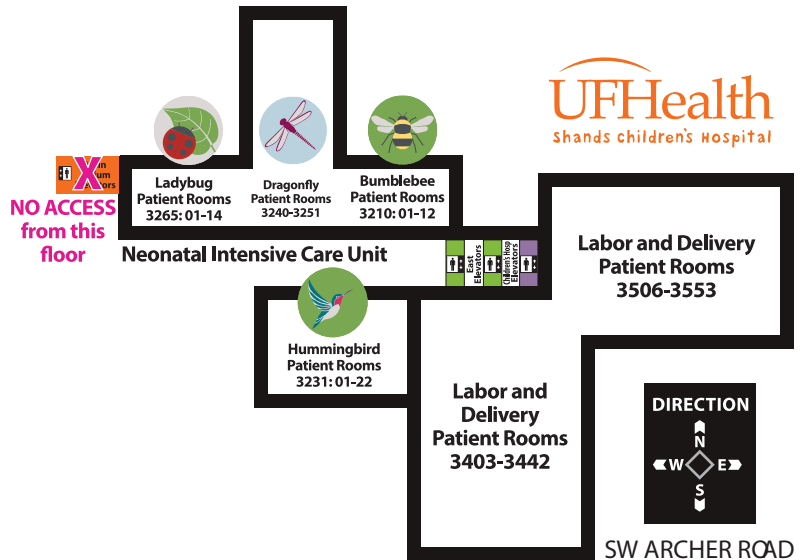 UFHealth
Shands Children's Hospital
Ladybug
Patient Rooms
3265: 01-14
Dragonfly
Patient Rooms
3240-3251
Bumblebee
Patient Rooms
3210: 01-12
NO ACCESS
from this
floor
Neonatal Intensive Care Unit
East
Elevators
Children's Hosp
Elevators
Labor and Delivery
Patient Rooms
3506-3553
Hummingbird
Patient Rooms
3231: 01-22
Labor and
Delivery
Patient Rooms
3403-3442
DIRECTION
N
W E
S
SW ARCHER ROAD